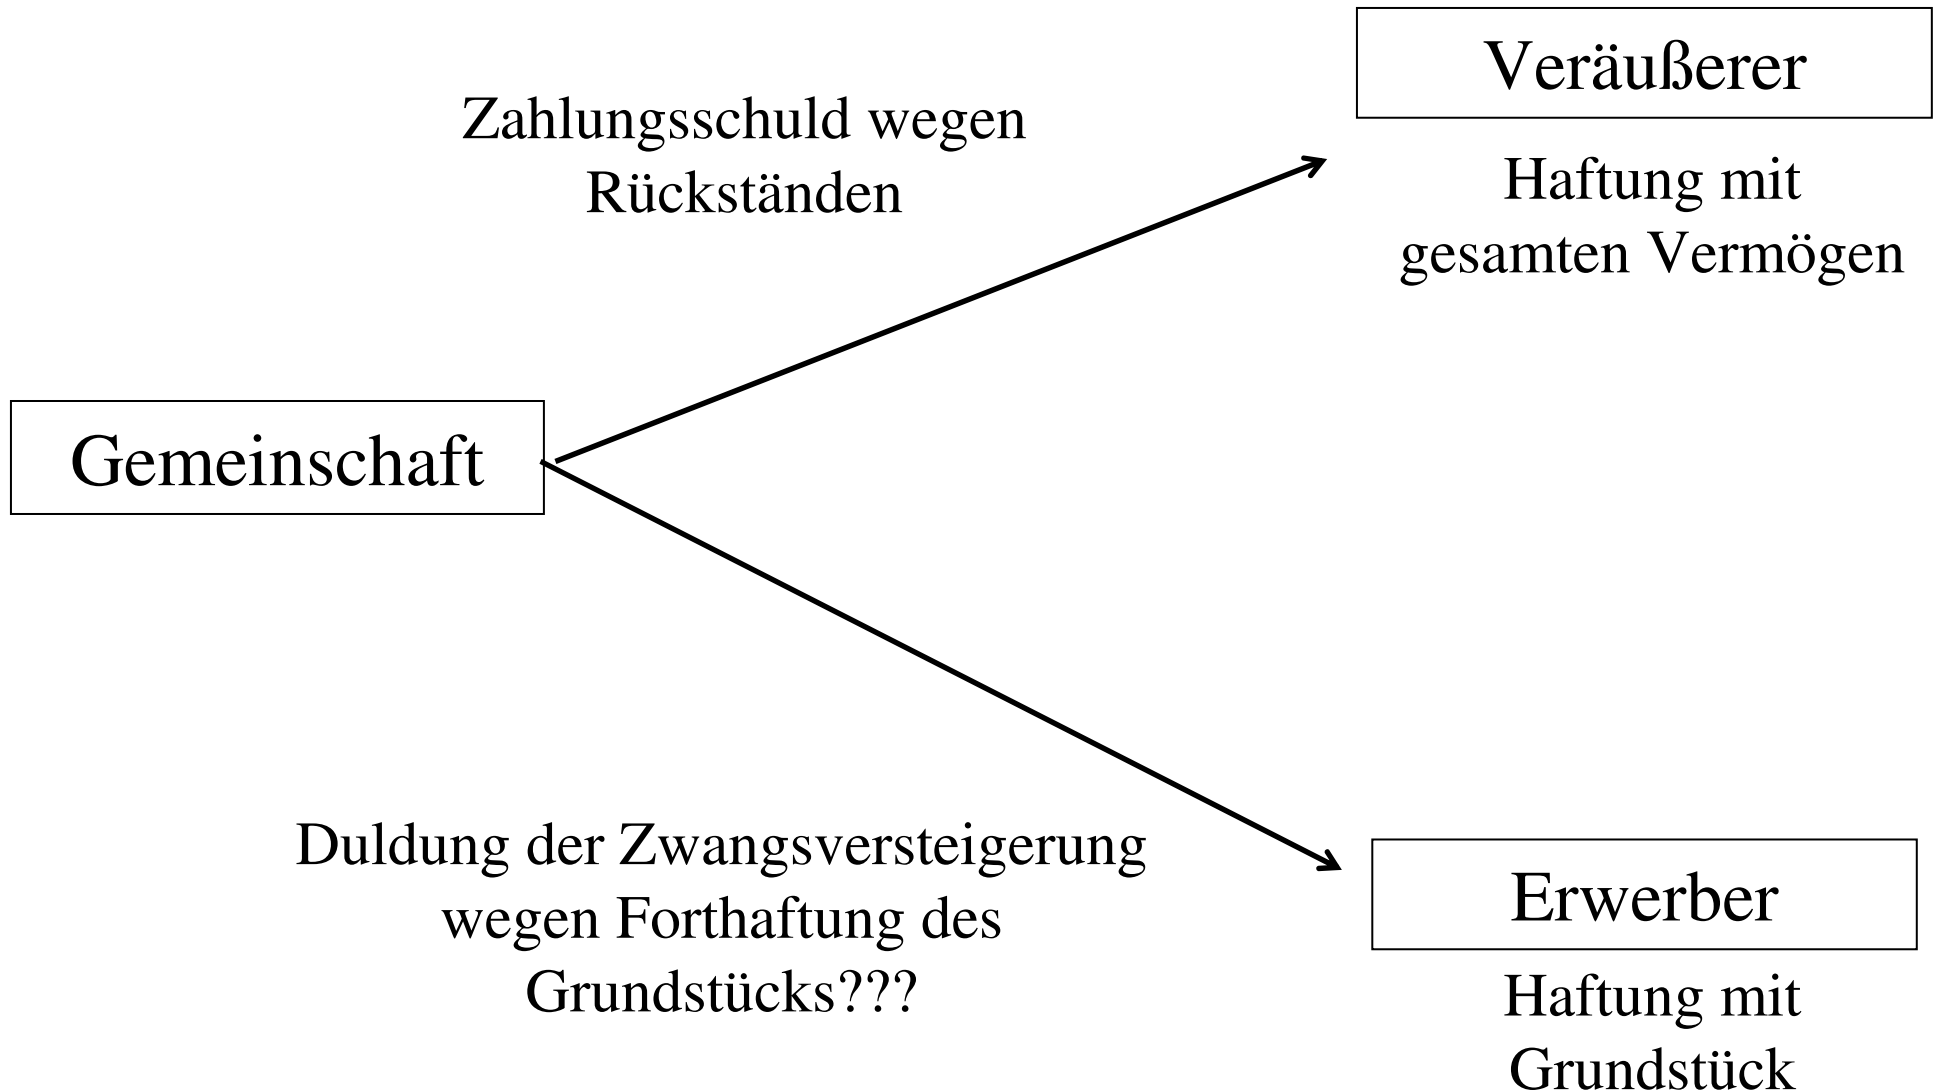 Veräußerer
Zahlungsschuld wegen
Rückständen
Haftung mit
gesamten Vermögen
Gemeinschaft
Duldung der Zwangsversteigerung
wegen Forthaftung des
Grundstücks???
Erwerber
Haftung mit
Grundstück